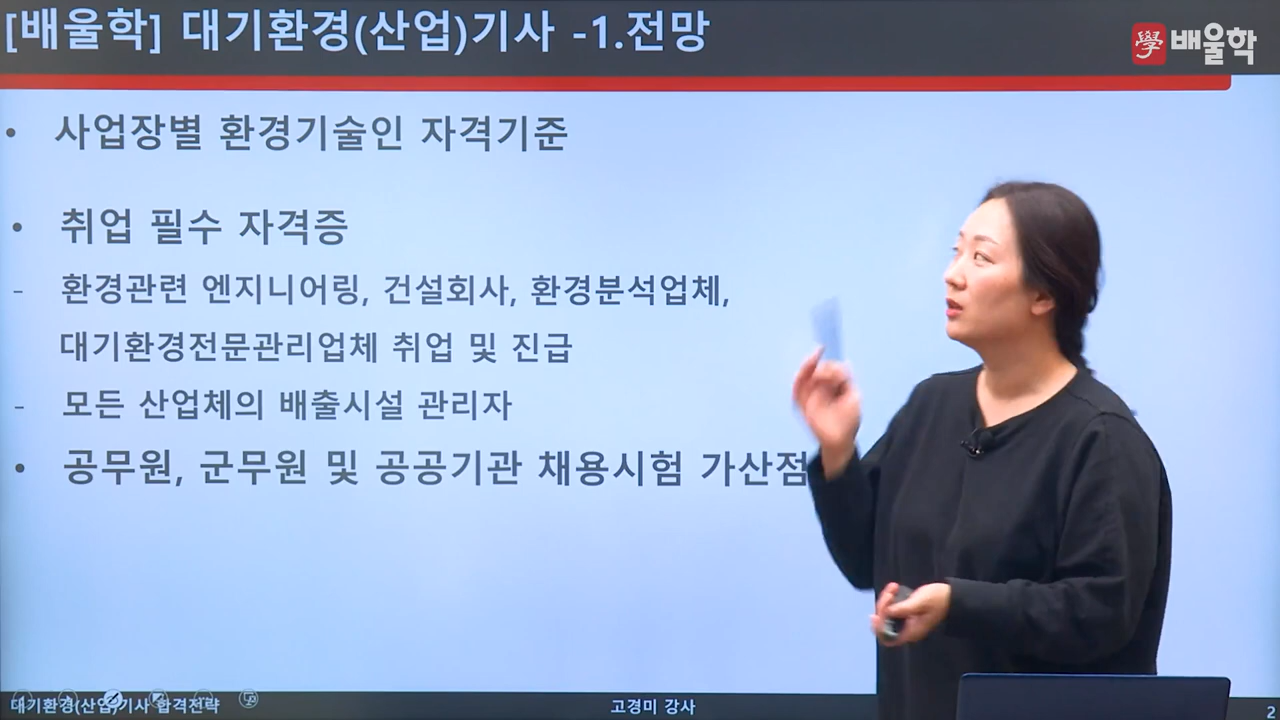 [배울학] 대기환경(산업)기사 -1.전망
學 배울학
• 사업장별 환경기술인 자격기준
• 취업 필수 자격증
- 환경관련 엔지니어링, 건설회사, 환경분석업체,
대기환경전문관리업체 취업 및 진급
- 모든 산업체의 배출시설 관리자
• 공무원, 군무원 및 공공기관 채용시험 가산점
대기환경(산업)기사 합격전략
고경미 강사
2